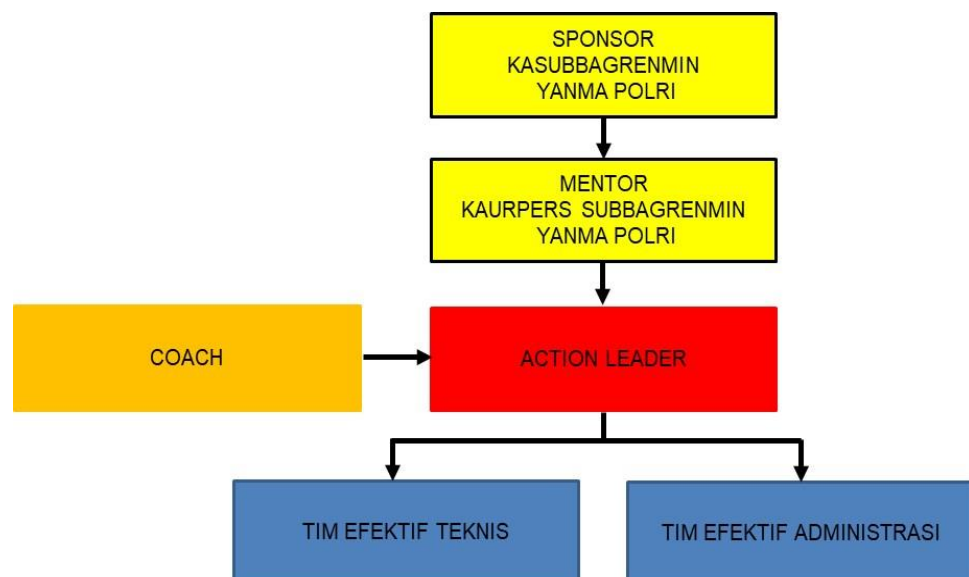 SPONSOR
KASUBBAGRENMIN
YANMA POLRI
MENTOR
KAURPERS SUBBAGRENMIN
YANMA POLRI
COACH
ACTION LEADER
TIM EFEKTIF TEKNIS
TIM EFEKTIF ADMINISTRASI